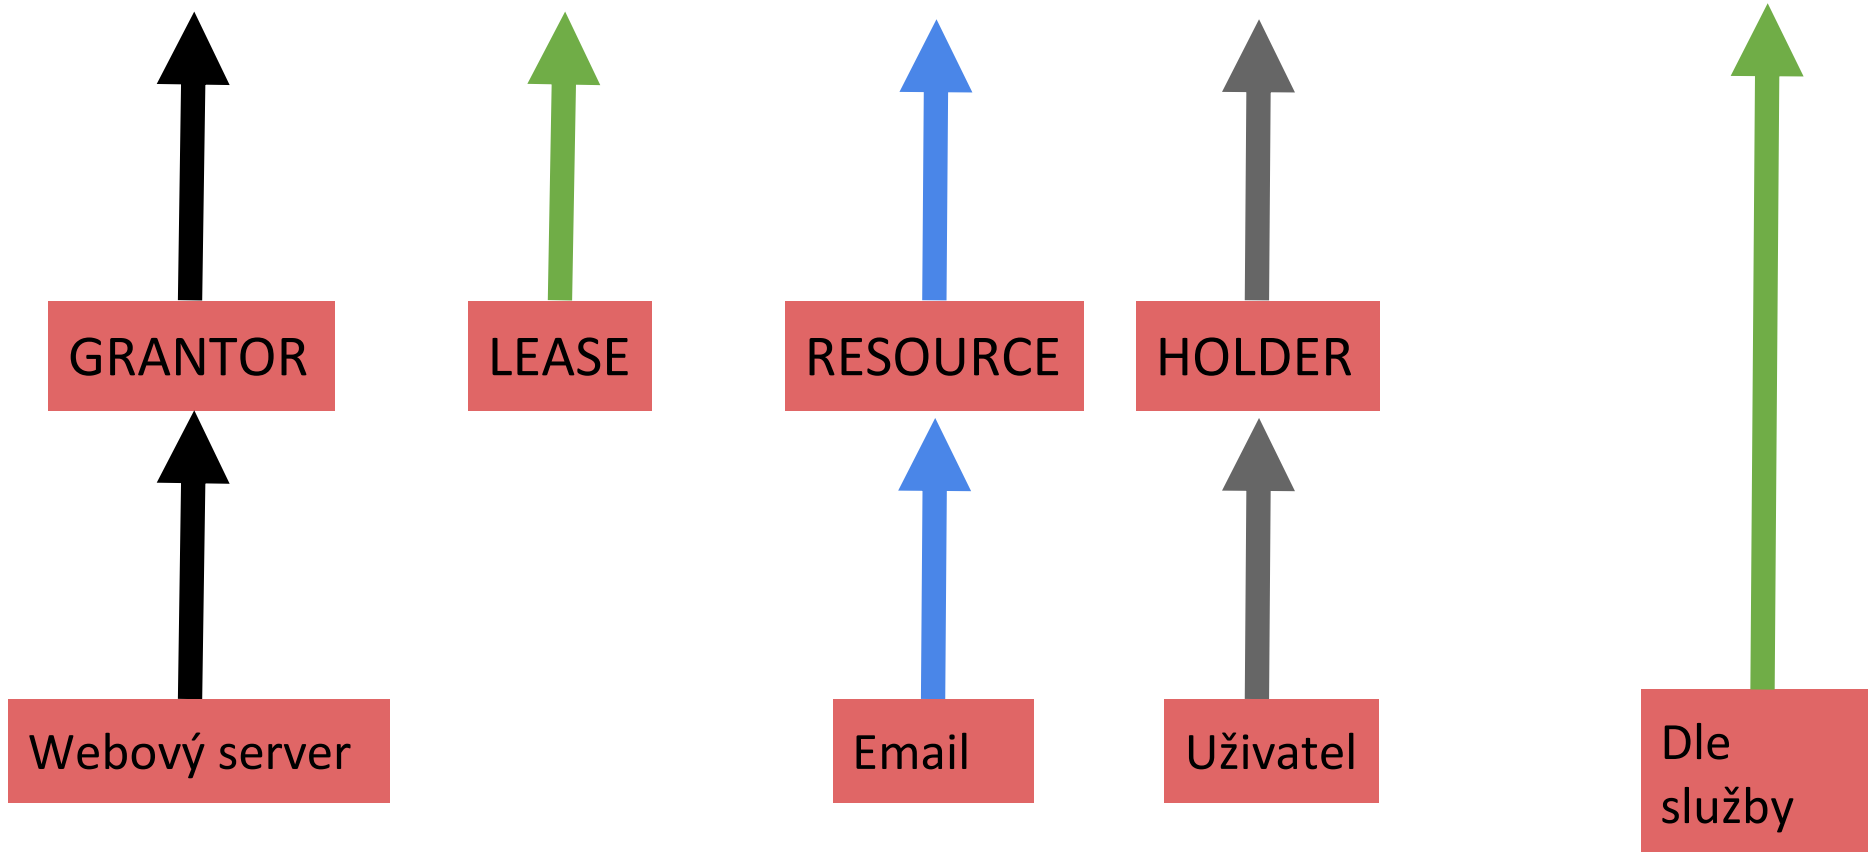 GRANTOR
LEASE
RESOURCE
HOLDER
Webový server
Email
Uživatel
Dle
služby